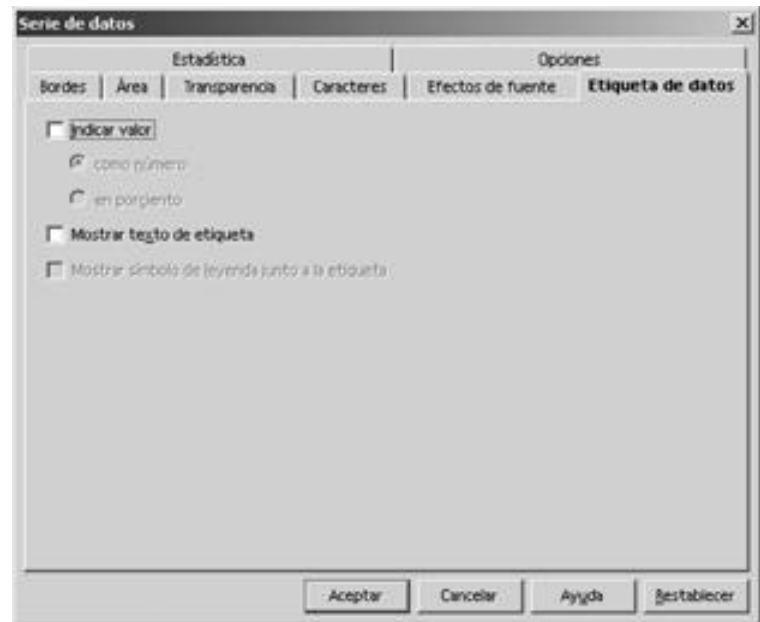 Serie de datos
Estadística Opciones
Bordes Área Transparencia Caracteres Efectos de fuente Etiqueta de datos
Indicar valor
como número
en porciento
Mostrar texto de etiqueta
Mostrar símbolo de leyenda junto a la etiqueta
Aceptar Cancelar Ayuda Restablecer